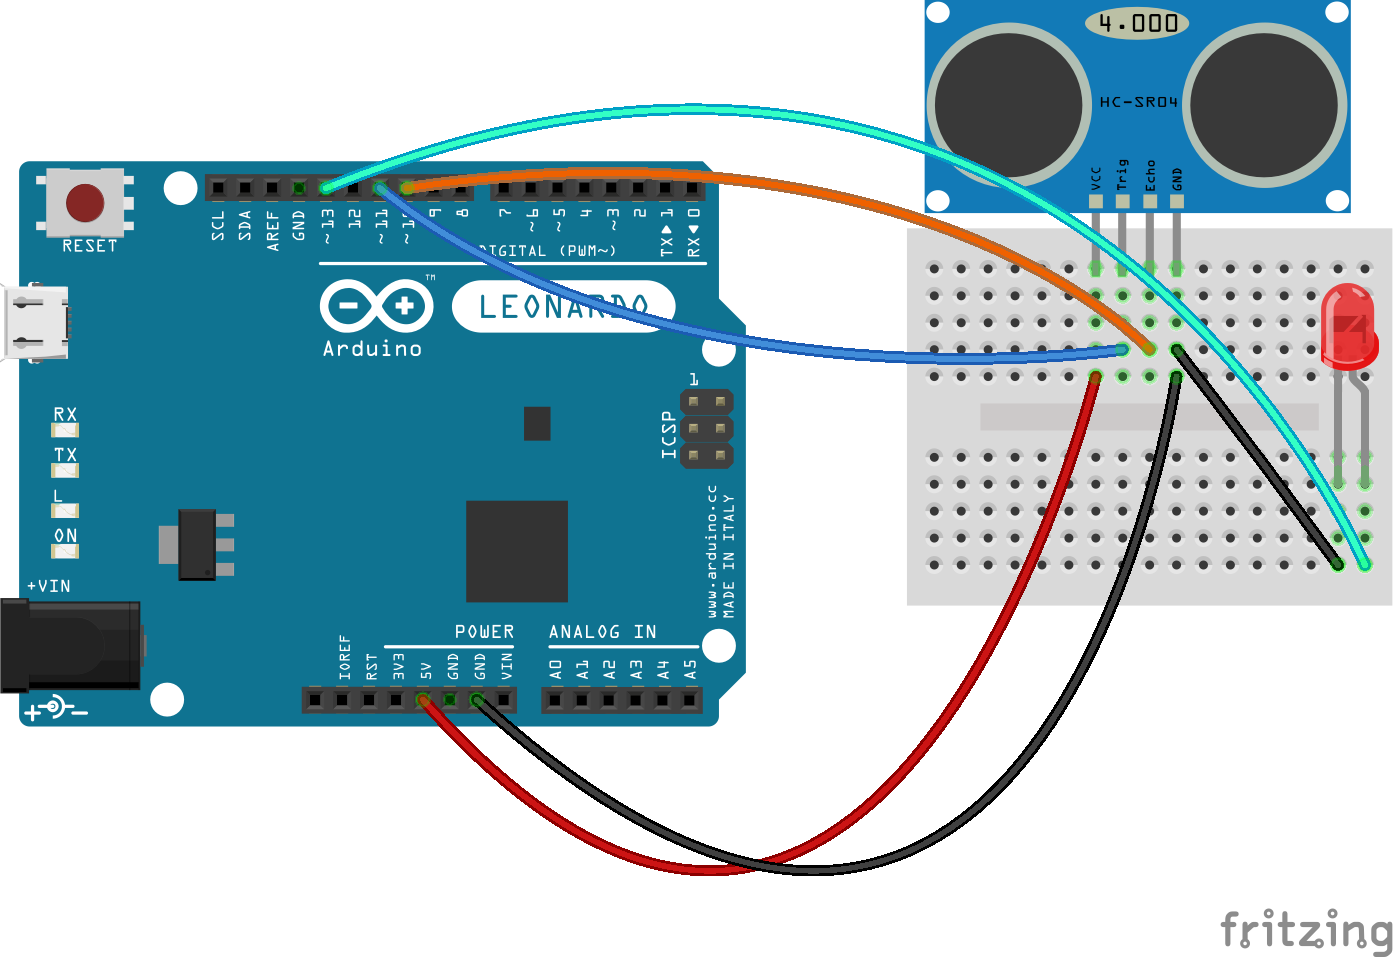 4.000
HC-SR04
VCC
Trig
Echo
GND
RESET
SCL
SDA
AREF
GND
~13
12
~11
9
8
7
~6
~5
4
~3
2
TX▶1
RX◀0
DIGITAL (PWM~)
TM
LEONARDO
Arduino
1
ICSP
RX
TX
L
ON
www.arduino.cc
MADE IN ITALY
+VIN
POWER
ANALOG IN
IOREF
RST
3V3
5V
GND
GND
VIN
A0
A1
A2
A3
A4
A5
fritzing